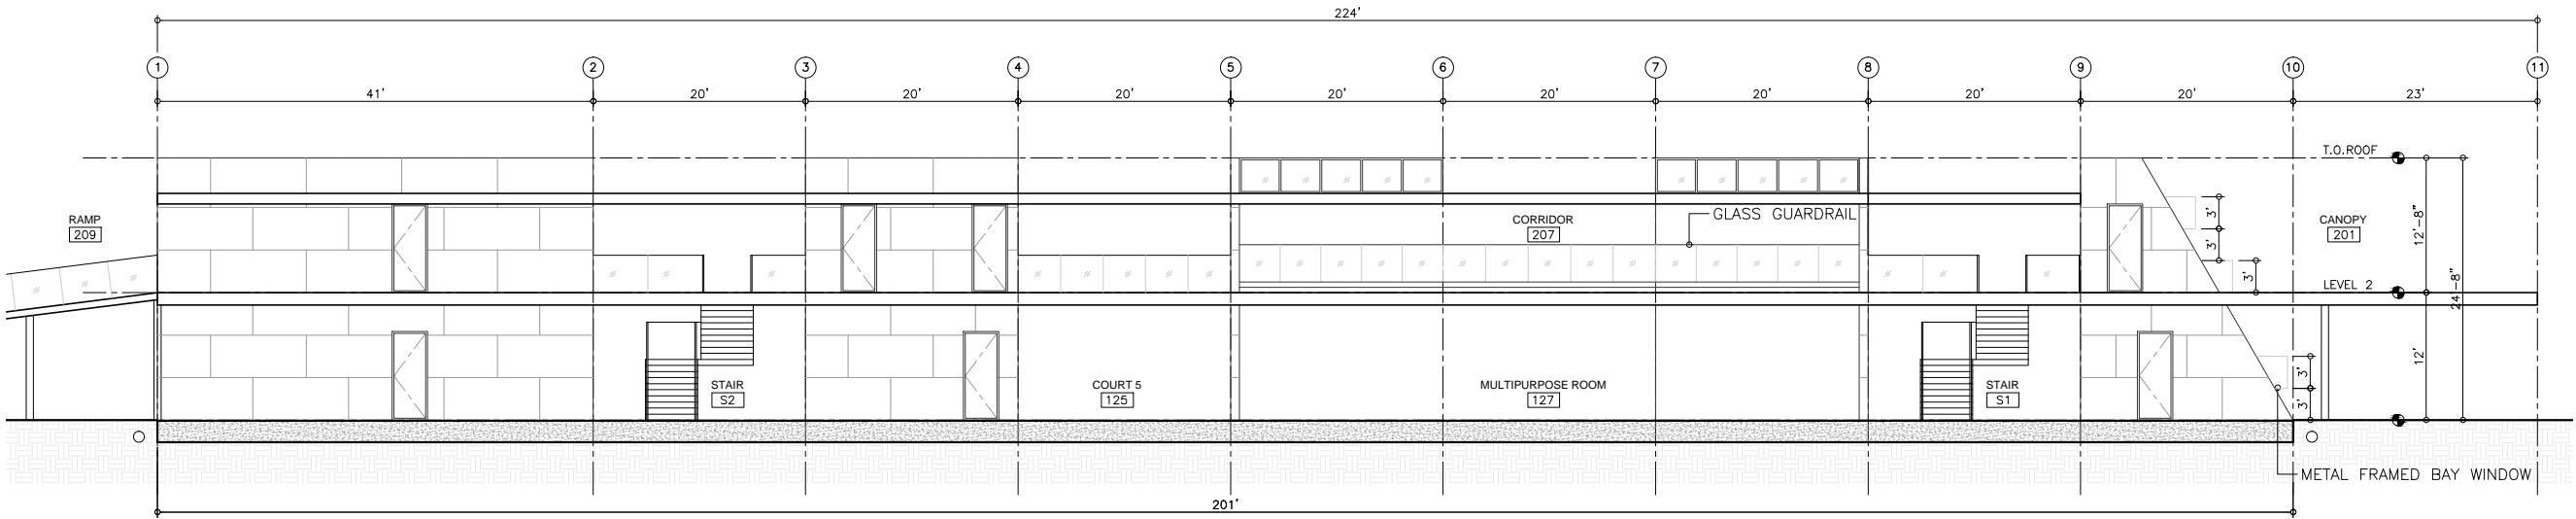 224'
1 2 3 4 5 6 7 8 9 10 11
41' 20' 20' 20' 20' 20' 20' 20' 20' 23'
T.O.ROOF
3'
RAMP
209
CORRIDOR
207
GLASS GUARDRAIL
CANOPY
201
12'-8"
3'
3'
LEVEL 2
24'-8"
12'
3'
3'
STAIR
S2
COURT 5
125
MULTIPURPOSE ROOM
127
STAIR
S1
METAL FRAMED BAY WINDOW
201'